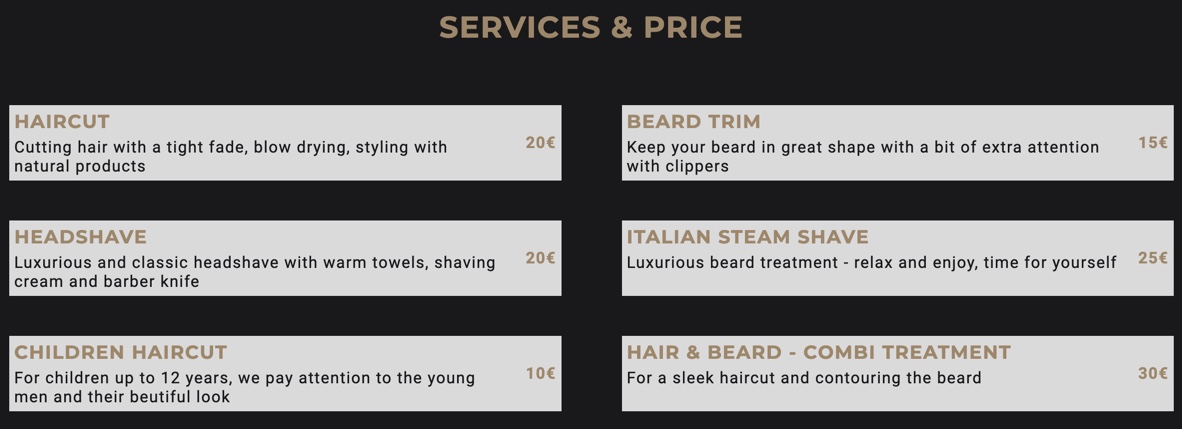 SERVICES & PRICE
HAIRCUT
Cutting hair with a tight fade, blow drying, styling with
natural products
20€
BEARD TRIM
Keep your beard in great shape with a bit of extra attention
with clippers
15€
HEADSHAVE
Luxurious and classic headshave with warm towels, shaving
cream and barber knife
20€
ITALIAN STEAM SHAVE
Luxurious beard treatment - relax and enjoy, time for yourself
25€
CHILDREN HAIRCUT
For children up to 12 years, we pay attention to the young
men and their beutiful look
10€
HAIR & BEARD - COMBI TREATMENT
For a sleek haircut and contouring the beard
30€